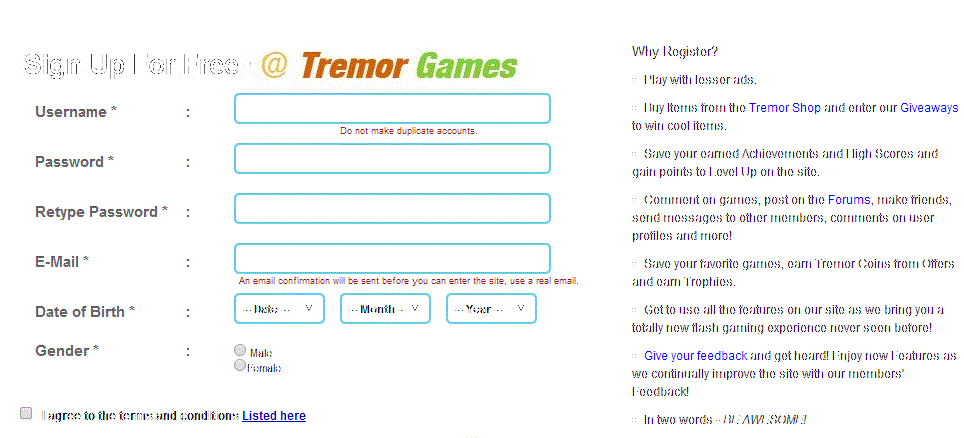 Sign Up For Free @ Tremor Games
Username * :
Do not make duplicate accounts.
Password * :
Retype Password * :
E-Mail * :
An email confirmation will be sent before you can enter the site, use a real email.
Date of Birth * : -- Date -- -- Month -- -- Year --
Gender * : Male
Female
I agree to the terms and conditions Listed here
Why Register?
:: Play with lesser ads.
:: Buy Items from the Tremor Shop and enter our Giveaways
to win cool items.
:: Save your earned Achievements and High Scores and
gain points to Level Up on the site.
:: Comment on games, post on the Forums, make friends,
send messages to other members, comments on user
profiles and more!
:: Save your favorite games, earn Tremor Coins from Offers
and earn Trophies.
:: Get to use all the features on our site as we bring you a
totally new flash gaming experience never seen before!
:: Give your feedback and get heard! Enjoy new Features as
we continually improve the site with our members'
Feedback!
:: In two words - BE AWESOME!